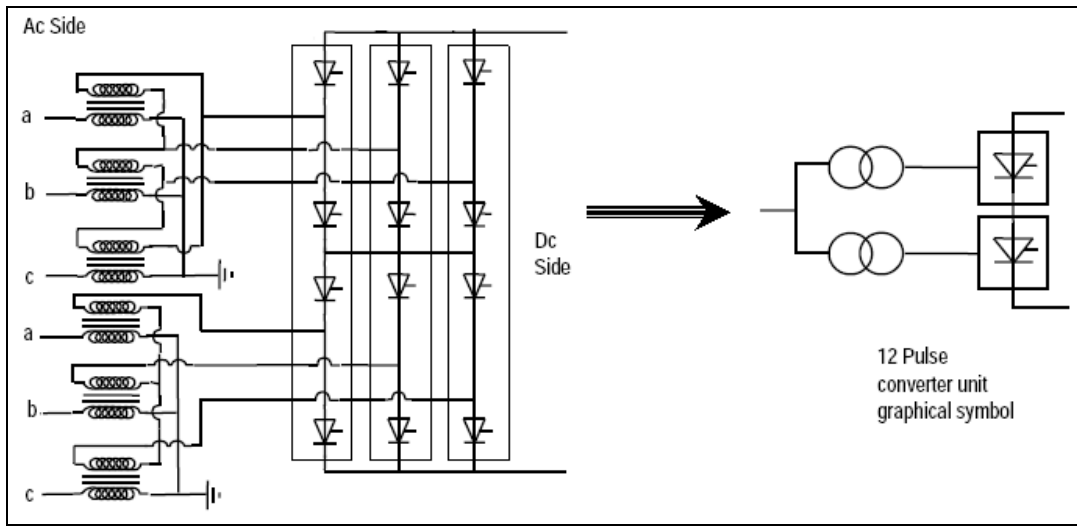 Ac Side
a
b
c
a
b
c
Dc
Side
12 Pulse
converter unit
graphical symbol